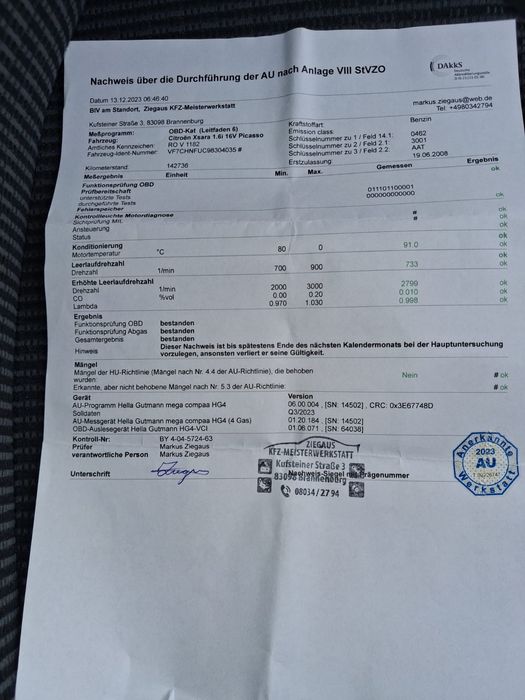 Nachweis über die Durchführung der AU nach Anlage VIII StVZO
DAkkS
Deutsche
Akkreditierungsstelle
Datum 13.12.2023 06:46:40
BIV am Standort, Ziegaus KFZ-Meisterwerkstatt
markus ziegaus@web.de
Tel. +4980342794
Kufsteiner Straße 3, 83098 Brannenburg
Meßprogramm: OBD-Kat (Leitfaden 6)
Fahrzeug: Citroën Xsara 1.6i 16V Picasso
Amtliches Kennzeichen: RO V 1182
Fahrzeug-Ident-Nummer: VF7CHNFUC98304035 #
Kraftstoffart Benzin
Emission class:
Schlüsselnummer zu 1 / Feld 14.1: 0462
Schlüsselnummer zu 2 / Feld 2.1: 3001
Schlüsselnummer zu 3 / Feld 2.2: AAT
Erstzulassung 19.06.2008
Kilometerstand: 142736
Meßergebnis Einheit Min. Max. Gemessen Ergebnis
Funktionsprüfung OBD ok
Prüfbereitschaft
unterstützte Tests 011101100001
durchgeführte Tests 000000000000 ok
Fehlerspeicher
Kontrollleuchte Motordiagnose # ok
Sichtprüfung MIL # ok
Ansteuerung ok
Status ok
Konditionierung ok
Motortemperatur °C 80 0 91.0 ok
Leerlaufdrehzahl ok
Drehzahl 1/min 700 900 733 ok
Erhöhte Leerlaufdrehzahl ok
Drehzahl 1/min 2000 3000 2799 ok
CO %vol 0.00 0.20 0.010 ok
Lambda 0.970 1.030 0.998 ok
Ergebnis
Funktionsprüfung OBD bestanden
Funktionsprüfung Abgas bestanden
Gesamtergebnis bestanden
Hinweis Dieser Nachweis ist bis spätestens Ende des nächsten Kalendermonats bei der Hauptuntersuchung
vorzulegen, ansonsten verliert er seine Gültigkeit.
Mängel
Mängel der HU-Richtlinie (Mängel nach Nr. 4.4 der AU-Richtlinie), die behoben Nein # ok
wurden:
Erkannte, aber nicht behobene Mängel nach Nr. 5.3 der AU-Richtlinie: # ok
Gerät Version
AU-Programm Hella Gutmann mega compaa HG4 06.00.004 , [SN: 14502] , CRC: 0x3E67748D
Solldaten Q3/2023
AU-Messgerät Hella Gutmann mega compaa HG4 (4 Gas) 01.20.184 , [SN: 14502]
OBD-Auslesegerät Hella Gutmann HG4-VCI 01.06.071 , [SN: 64038]
Kontroll-Nr: BY 4-04-5724-63
Prüfer Markus Ziegaus
verantwortliche Person Markus Ziegaus
Unterschrift
Nachweis-Siegel mit Prägenummer
ZIEGAUS
KFZ-MEISTERWERKSTATT
Kufsteiner Straße 3
83098 Brannenburg
08034/2794
Anerkannte
2023
AU
Werkstatt